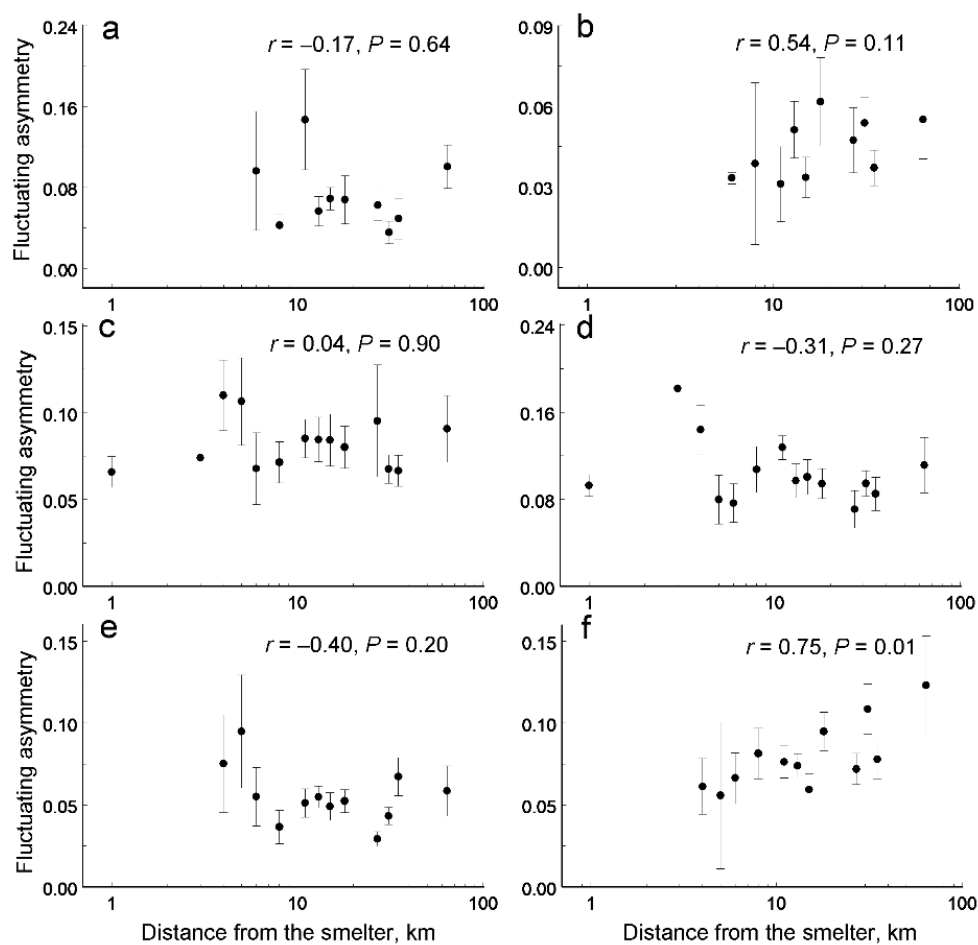 a
r = –0.17, P = 0.64
Fluctuating asymmetry
0.24
0.16
0.08
0.00
1
10
100
b
r = 0.54, P = 0.11
0.09
0.06
0.03
0.00
1
10
100
c
r = 0.04, P = 0.90
Fluctuating asymmetry
0.15
0.10
0.05
0.00
1
10
100
d
r = –0.31, P = 0.27
0.24
0.16
0.08
0.00
1
10
100
e
r = –0.40, P = 0.20
Fluctuating asymmetry
0.15
0.10
0.05
0.00
1
10
100
Distance from the smelter, km
f
r = 0.75, P = 0.01
0.15
0.10
0.05
0.00
1
10
100
Distance from the smelter, km